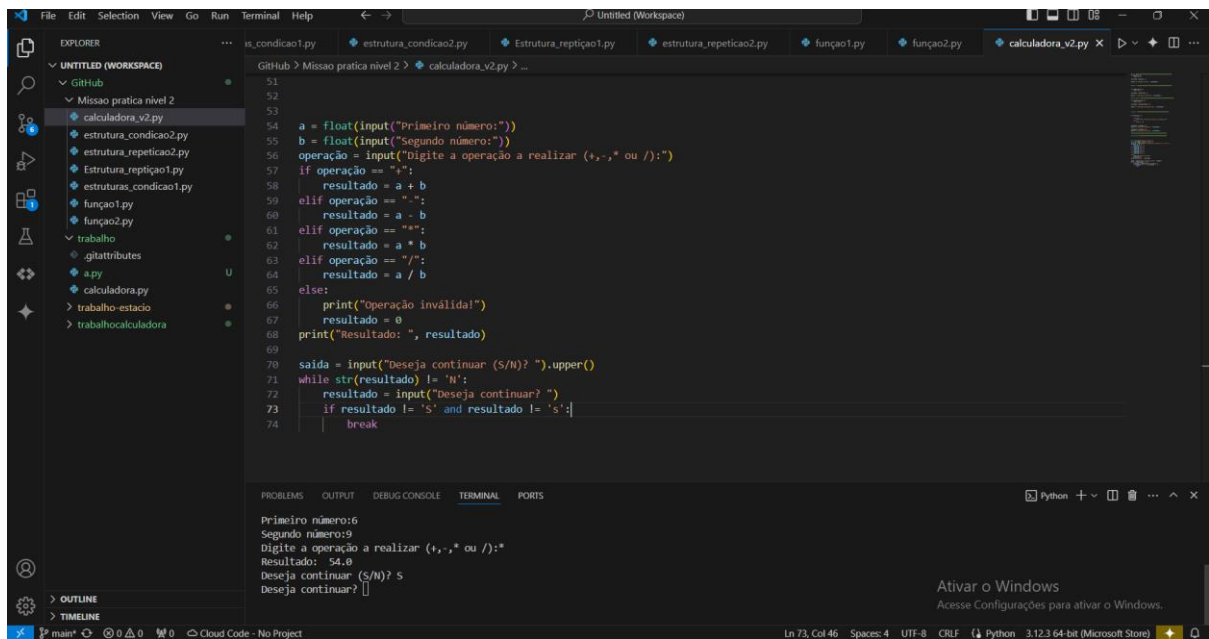 File Edit Selection View Go Run Terminal Help
Untitled (Workspace)
EXPLORER
UNTITLED (WORKSPACE)
GitHub
Missao pratica nivel 2
calculadora_v2.py
estrutura_condicao2.py
estrutura_repeticao2.py
Estrutura_reptiçao1.py
estruturas_condicao1.py
funçao1.py
funçao2.py
trabalho
.gitattributes
a.py U
calculadora.py
trabalho-estacio
trabalhocalculadora
OUTLINE
TIMELINE
is_condicao1.py estrutura_condicao2.py Estrutura_reptiçao1.py estrutura_repeticao2.py funçao1.py funçao2.py calculadora_v2.py
GitHub > Missao pratica nivel 2 > calculadora_v2.py > ...
51
52
53
54 a = float(input("Primeiro número:"))
55 b = float(input("Segundo número:"))
56 operação = input("Digite a operação a realizar (+,-,* ou /):")
57 if operação == "+":
58 resultado = a + b
59 elif operação == "-":
60 resultado = a - b
61 elif operação == "*":
62 resultado = a * b
63 elif operação == "/":
64 resultado = a / b
65 else:
66 print("Operação inválida!")
67 resultado = 0
68 print("Resultado: ", resultado)
69
70 saida = input("Deseja continuar (S/N)? ").upper()
71 while str(resultado) != 'N':
72 resultado = input("Deseja continuar? ")
73 if resultado != 'S' and resultado != 's':
74 break
PROBLEMS OUTPUT DEBUG CONSOLE TERMINAL PORTS
Python
Primeiro número:6
Segundo número:9
Digite a operação a realizar (+,-,* ou /):*
Resultado: 54.0
Deseja continuar (S/N)? S
Deseja continuar?
Ativar o Windows
Acesse Configurações para ativar o Windows.
main* 0 0 0 Cloud Code - No Project Ln 73, Col 46 Spaces: 4 UTF-8 CRLF Python 3.12.3 64-bit (Microsoft Store)